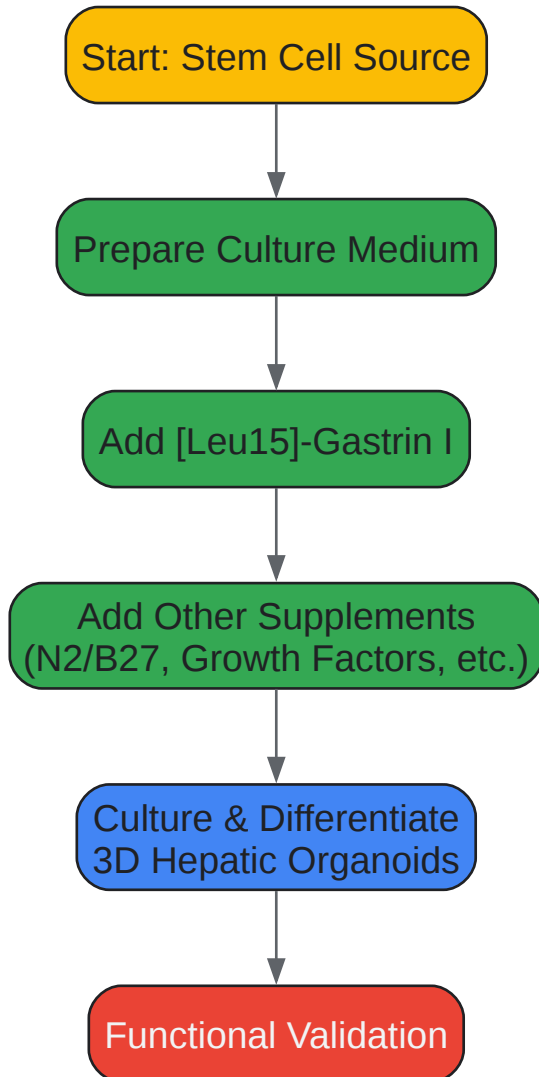 Start: Stem Cell Source
Prepare Culture Medium
Add [Leu15]-Gastrin I
Add Other Supplements
(N2/B27, Growth Factors, etc.)
Culture & Differentiate
3D Hepatic Organoids
Functional Validation